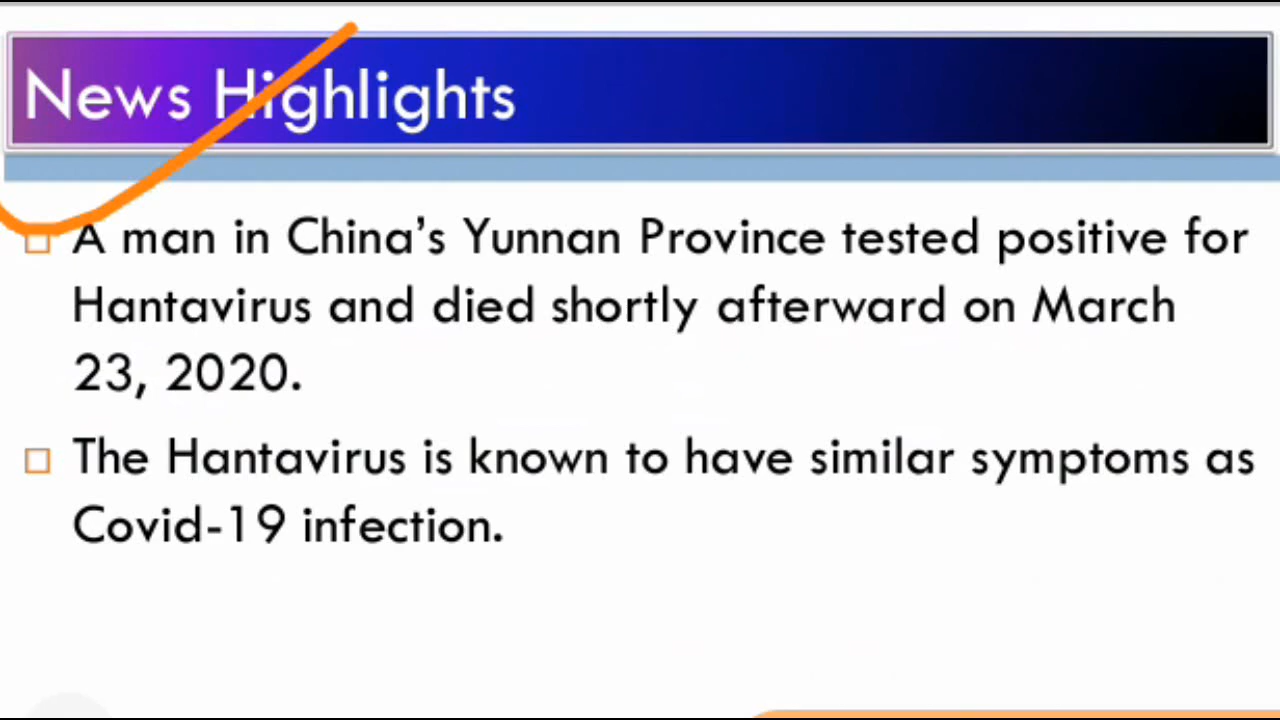 News Highlights
A man in China’s Yunnan Province tested positive for
Hantavirus and died shortly afterward on March
23, 2020.
The Hantavirus is known to have similar symptoms as
Covid-19 infection.